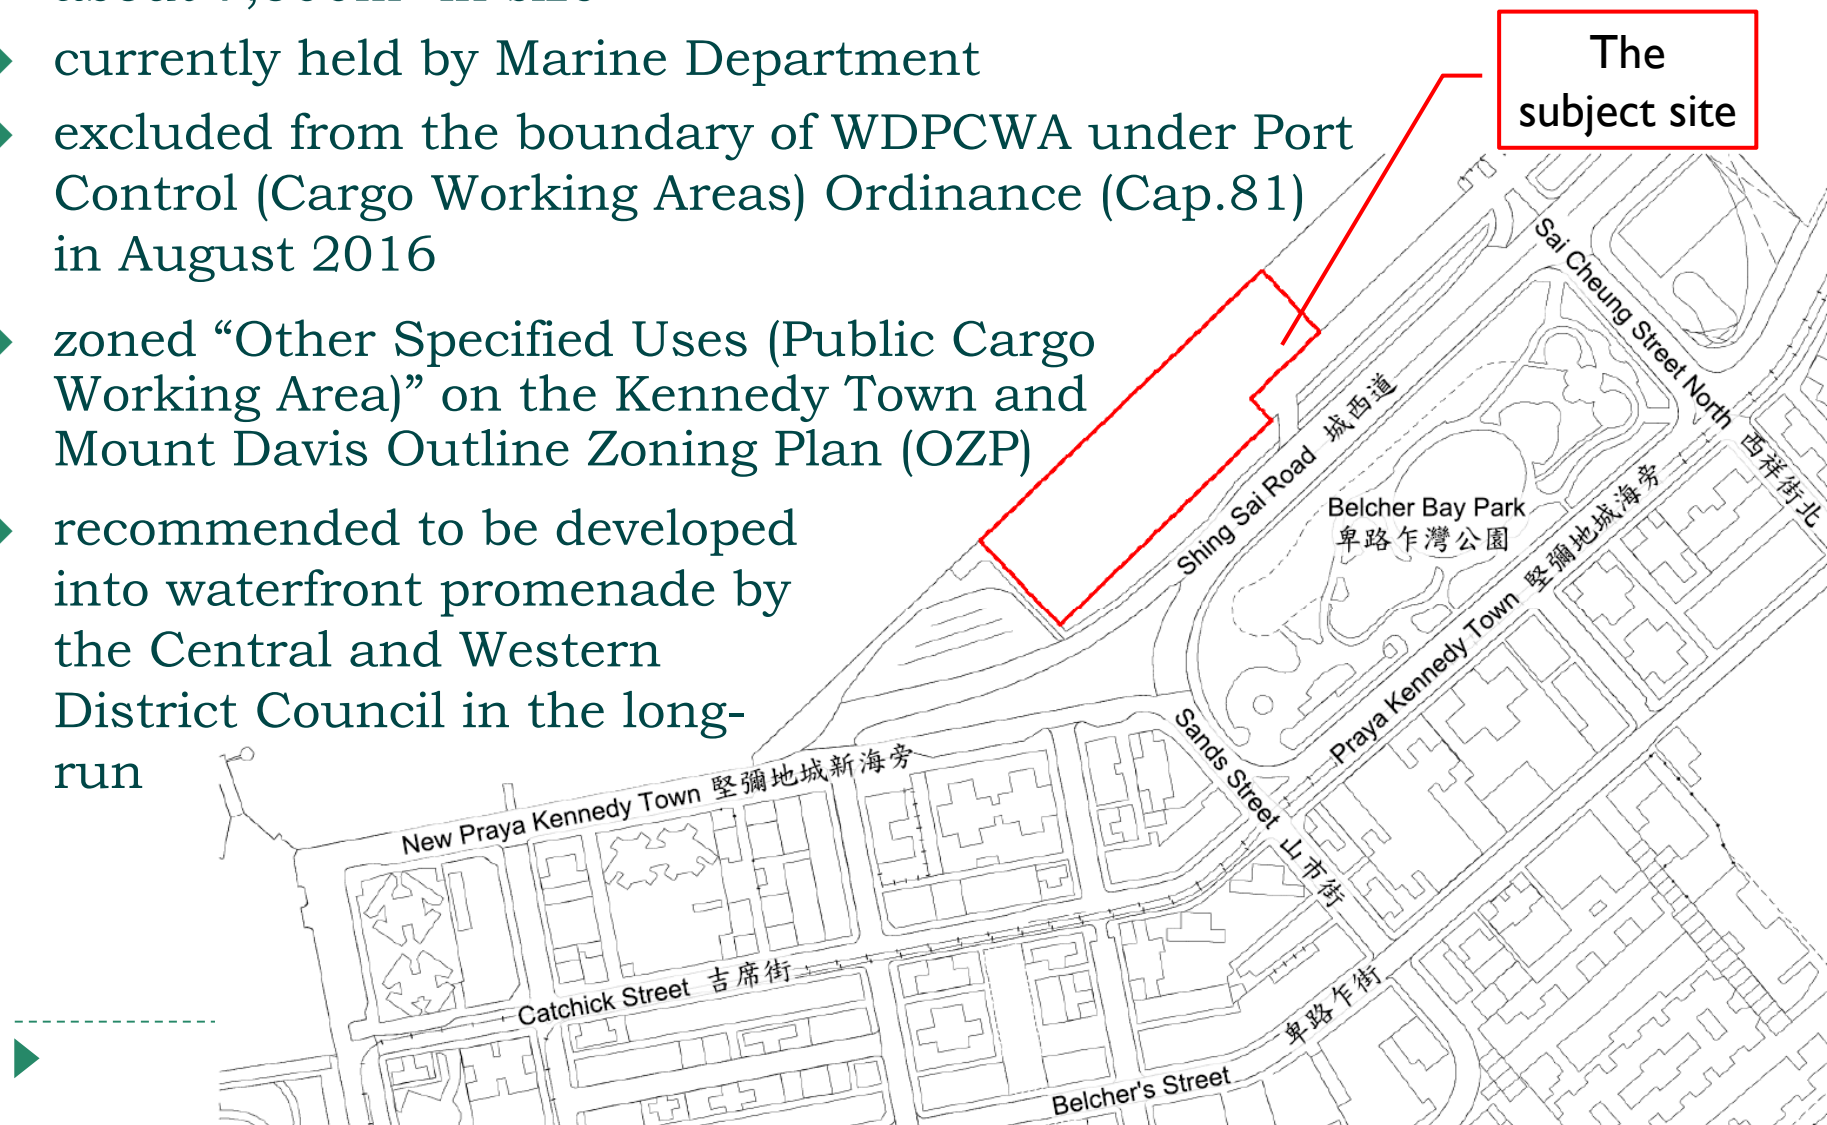 currently held by Marine Department
excluded from the boundary of WDPCWA under Port
Control (Cargo Working Areas) Ordinance (Cap.81)
in August 2016
zoned “Other Specified Uses (Public Cargo
Working Area)” on the Kennedy Town and
Mount Davis Outline Zoning Plan (OZP)
recommended to be developed
into waterfront promenade by
the Central and Western
District Council in the long-
run
The
subject site
Sai Cheung Street North 西祥街北
Shing Sai Road 城西道
Belcher Bay Park
卑路乍灣公園
Praya Kennedy Town 堅彌地城海旁
Sands Street 山市街
New Praya Kennedy Town 堅彌地城新海旁
Catchick Street 吉席街
Belcher's Street 卑路乍街